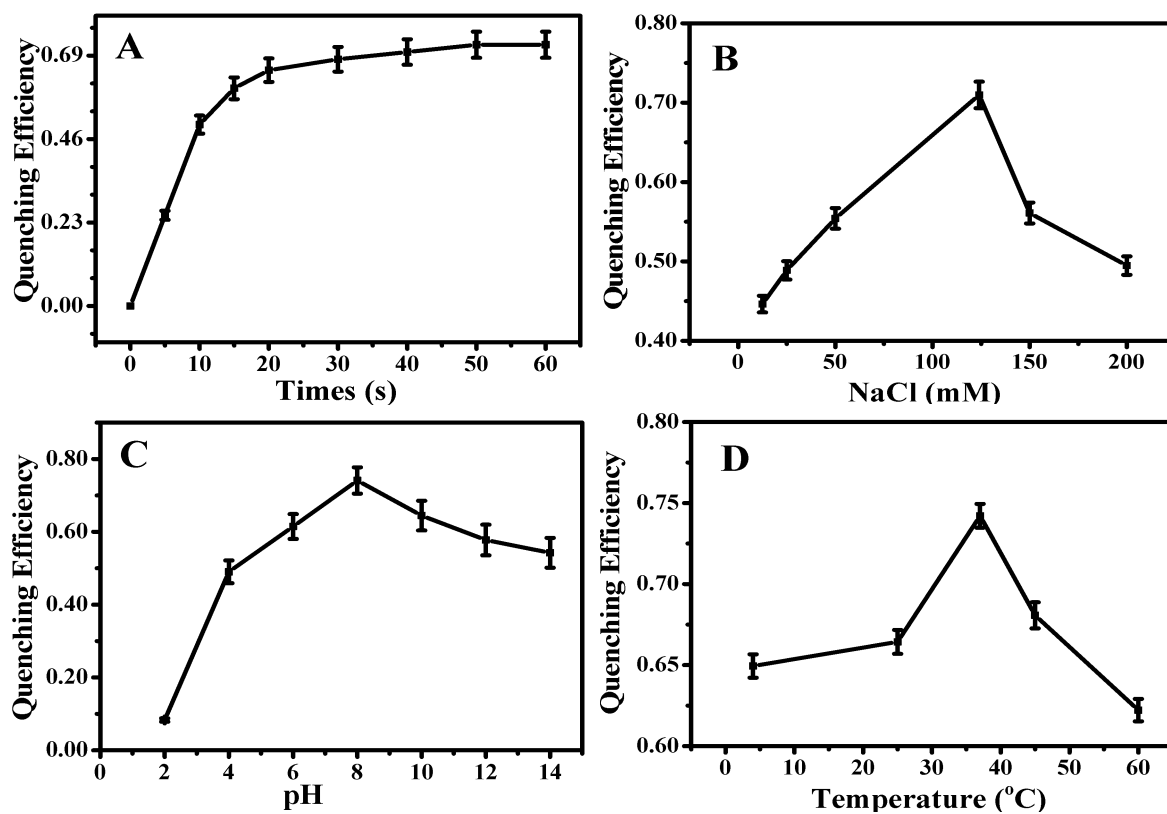 A
Quenching Efficiency
0.69
0.46
0.23
0.00
0 10 20 30 40 50 60
Times (s)
B
Quenching Efficiency
0.80
0.70
0.60
0.50
0.40
0 50 100 150 200
NaCl (mM)
C
Quenching Efficiency
0.80
0.60
0.40
0.20
0.00
0 2 4 6 8 10 12 14
pH
D
Quenching Efficiency
0.80
0.75
0.70
0.65
0.60
0 10 20 30 40 50 60
Temperature (°C)